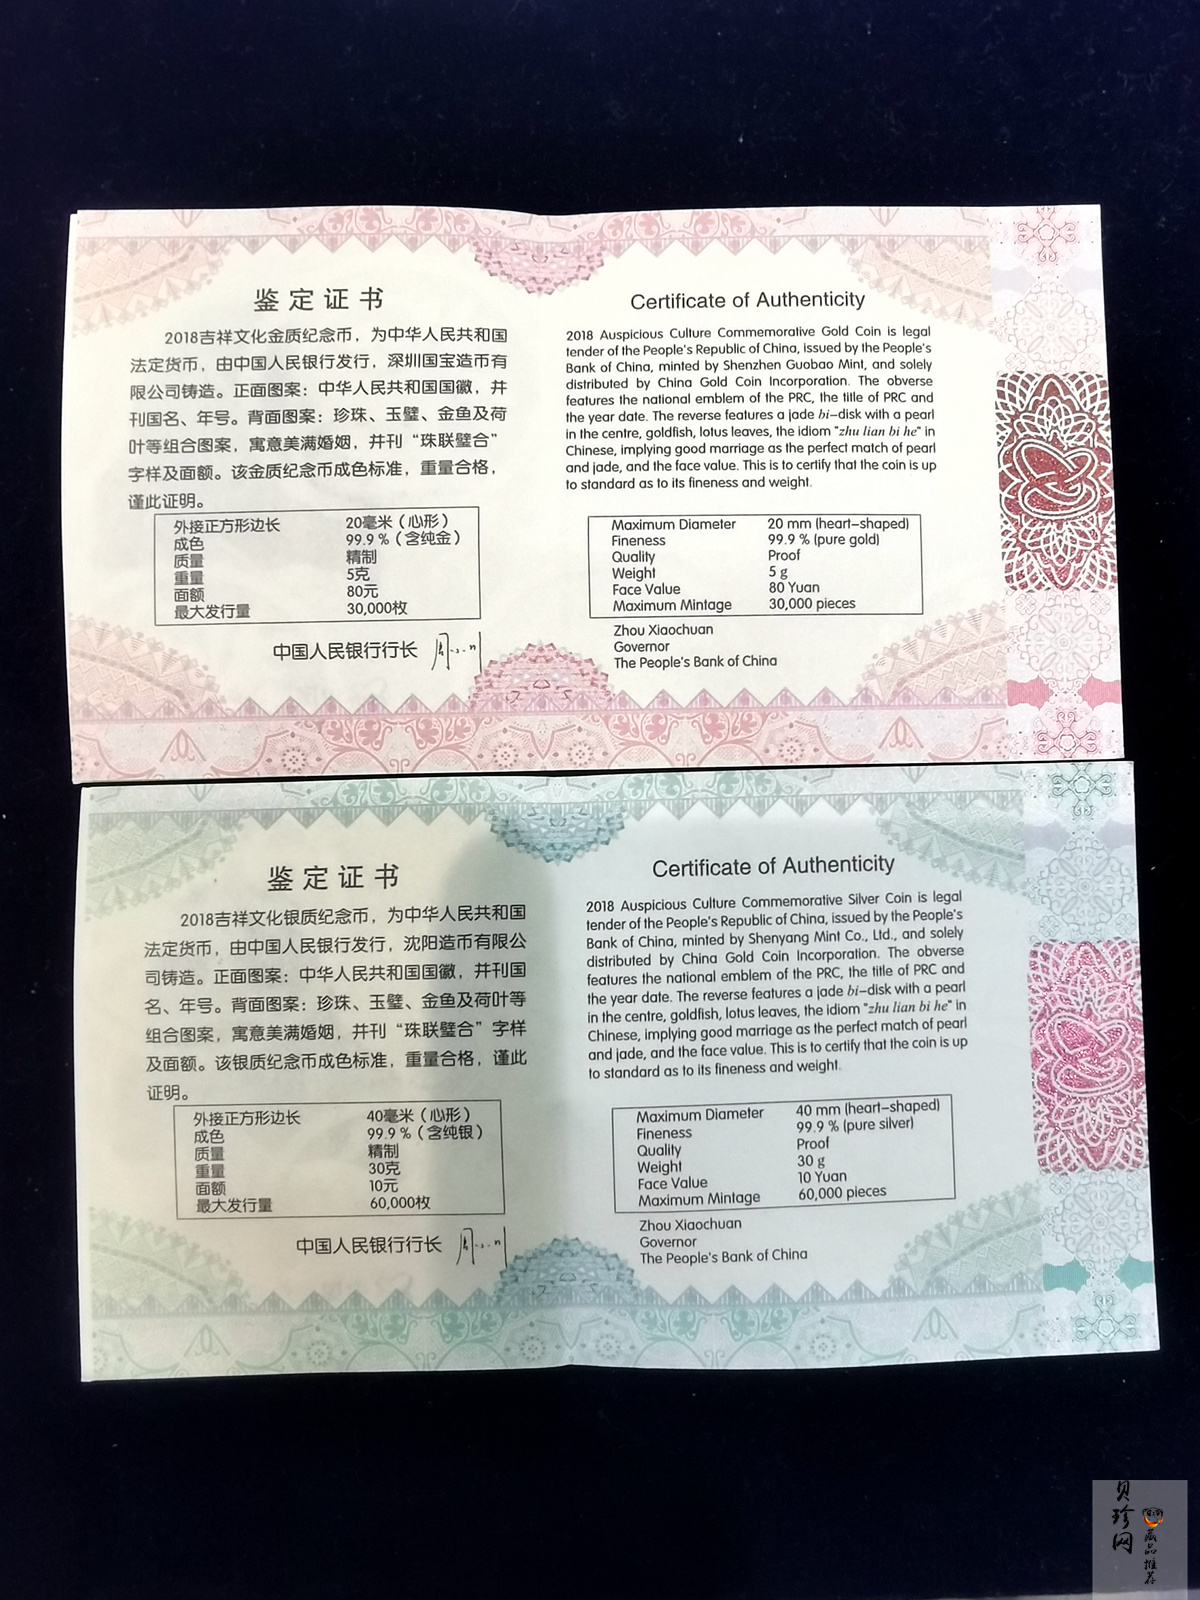 鉴定证书
2018吉祥文化金质纪念币，为中华人民共和国
法定货币，由中国人民银行发行，深圳国宝造币有
限公司铸造。正面图案：中华人民共和国国徽，并
刊国名、年号。背面图案：珍珠、玉璧、金鱼及荷
叶等组合图案，寓意美满婚姻，并刊“珠联璧合”
字样及面额。该金质纪念币成色标准，重量合格，
谨此证明。
外接正方形边长 20毫米（心形）
成色 99.9 %（含纯金）
质量 精制
重量 5克
面额 80元
最大发行量 30,000枚
中国人民银行行长
Certificate of Authenticity
2018 Auspicious Culture Commemorative Gold Coin is legal
tender of the People's Republic of China, issued by the People's
Bank of China, minted by Shenzhen Guobao Mint, and solely
distributed by China Gold Coin Incorporation. The obverse
features the national emblem of the PRC, the title of PRC and
the year date. The reverse features a jade bi-disk with a pearl
in the centre, goldfish, lotus leaves, the idiom "zhu lian bi he" in
Chinese, implying good marriage as the perfect match of pearl
and jade, and the face value. This is to certify that the coin is up
to standard as to its fineness and weight.
Maximum Diameter 20 mm (heart-shaped)
Fineness 99.9 % (pure gold)
Quality Proof
Weight 5 g
Face Value 80 Yuan
Maximum Mintage 30,000 pieces
Zhou Xiaochuan
Governor
The People's Bank of China
鉴定证书
2018吉祥文化银质纪念币，为中华人民共和国
法定货币，由中国人民银行发行，沈阳造币有限公
司铸造。正面图案：中华人民共和国国徽，并刊国
名、年号。背面图案：珍珠、玉璧、金鱼及荷叶等
组合图案，寓意美满婚姻，并刊“珠联璧合”字样
及面额。该银质纪念币成色标准，重量合格，谨此
证明。
外接正方形边长 40毫米（心形）
成色 99.9 %（含纯银）
质量 精制
重量 30克
面额 10元
最大发行量 60,000枚
中国人民银行行长
Certificate of Authenticity
2018 Auspicious Culture Commemorative Silver Coin is legal
tender of the People's Republic of China, issued by the People's
Bank of China, minted by Shenyang Mint Co., Ltd., and solely
distributed by China Gold Coin Incorporation. The obverse
features the national emblem of the PRC, the title of PRC and
the year date. The reverse features a jade bi-disk with a pearl
in the centre, goldfish, lotus leaves, the idiom "zhu lian bi he" in
Chinese, implying good marriage as the perfect match of pearl
and jade, and the face value. This is to certify that the coin is up
to standard as to its fineness and weight.
Maximum Diameter 40 mm (heart-shaped)
Fineness 99.9 % (pure silver)
Quality Proof
Weight 30 g
Face Value 10 Yuan
Maximum Mintage 60,000 pieces
Zhou Xiaochuan
Governor
The People's Bank of China
贝珍网
藏品推荐